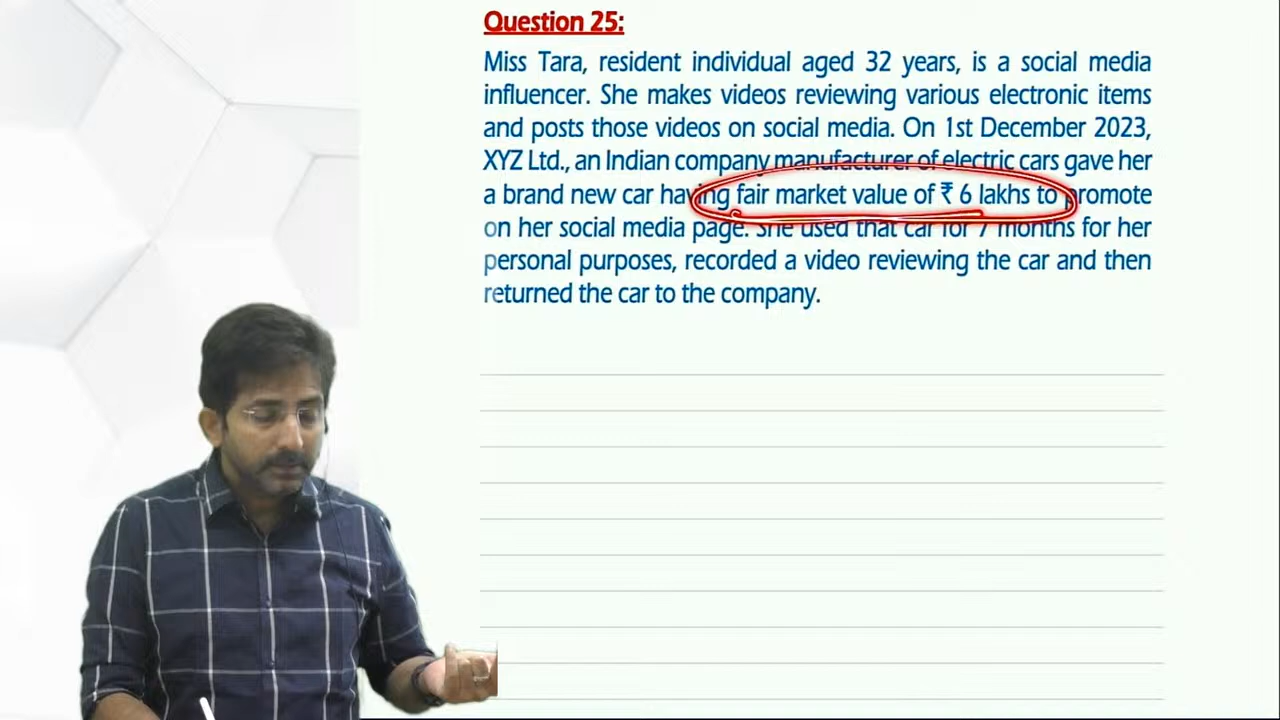 Question 25:
Miss Tara, resident individual aged 32 years, is a social media
influencer. She makes videos reviewing various electronic items
and posts those videos on social media. On 1st December 2023,
XYZ Ltd., an Indian company manufacturer of electric cars gave her
a brand new car having fair market value of ₹ 6 lakhs to promote
on her social media page. She used that car for 7 months for her
personal purposes, recorded a video reviewing the car and then
returned the car to the company.